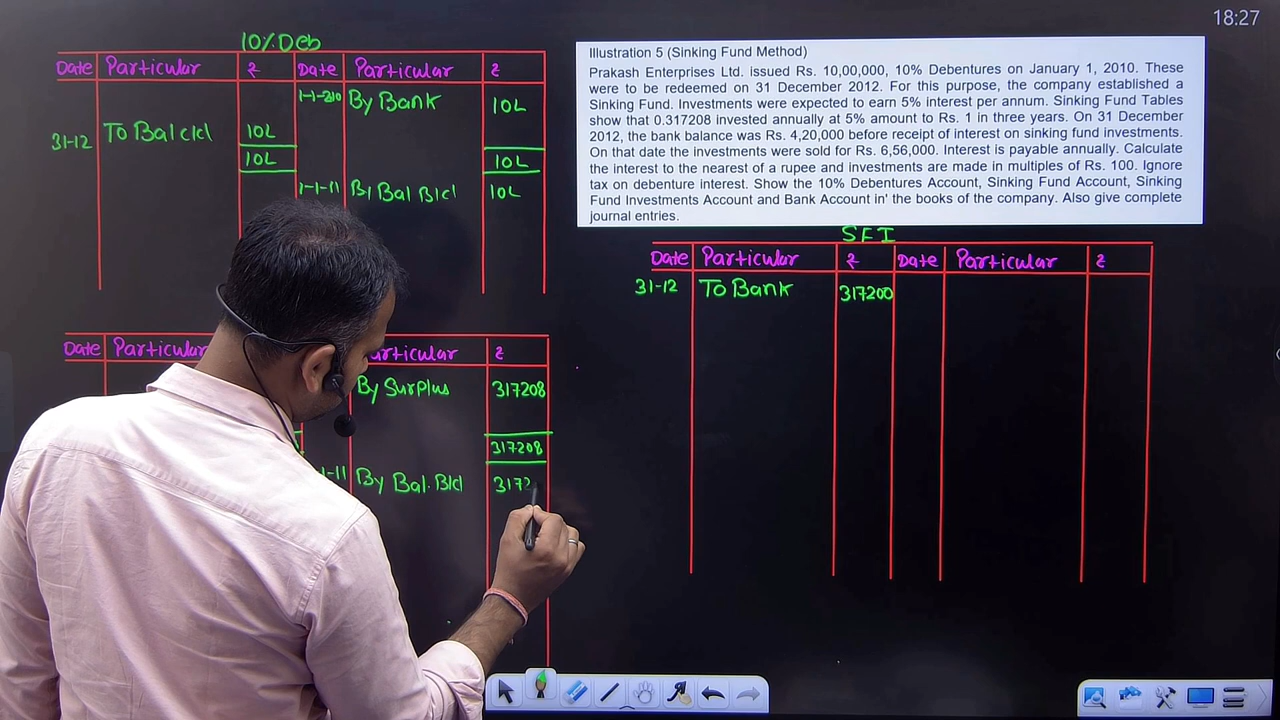 18:27
10% Deb
Date Particular ₹ Date Particular ₹
1-1-210 By Bank 10L
31-12 To Bal c/d 10L
10L 10L
1-1-11 By Bal B/d 10L
Illustration 5 (Sinking Fund Method)
Prakash Enterprises Ltd. issued Rs. 10,00,000, 10% Debentures on January 1, 2010. These
were to be redeemed on 31 December 2012. For this purpose, the company established a
Sinking Fund. Investments were expected to earn 5% interest per annum. Sinking Fund Tables
show that 0.317208 invested annually at 5% amount to Rs. 1 in three years. On 31 December
2012, the bank balance was Rs. 4,20,000 before receipt of interest on sinking fund investments.
On that date the investments were sold for Rs. 6,56,000. Interest is payable annually. Calculate
the interest to the nearest of a rupee and investments are made in multiples of Rs. 100. Ignore
tax on debenture interest. Show the 10% Debentures Account, Sinking Fund Account, Sinking
Fund Investments Account and Bank Account in' the books of the company. Also give complete
journal entries.
SFI
Date Particular ₹ Date Particular ₹
31-12 To Bank 317200
Date Particular Particular ₹
By Surplus 317208
317208
1-11 By Bal. B/d 317